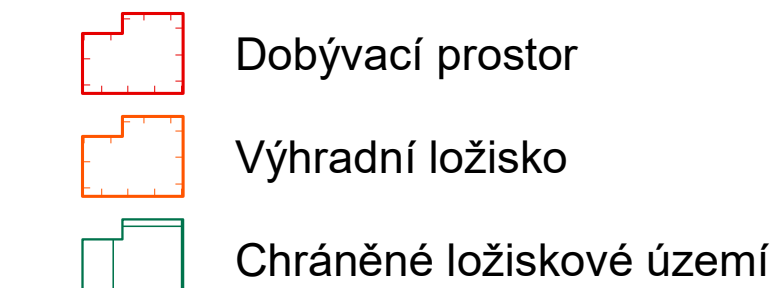 Dobývací prostor
Výhradní ložisko
Chráněné ložiskové území